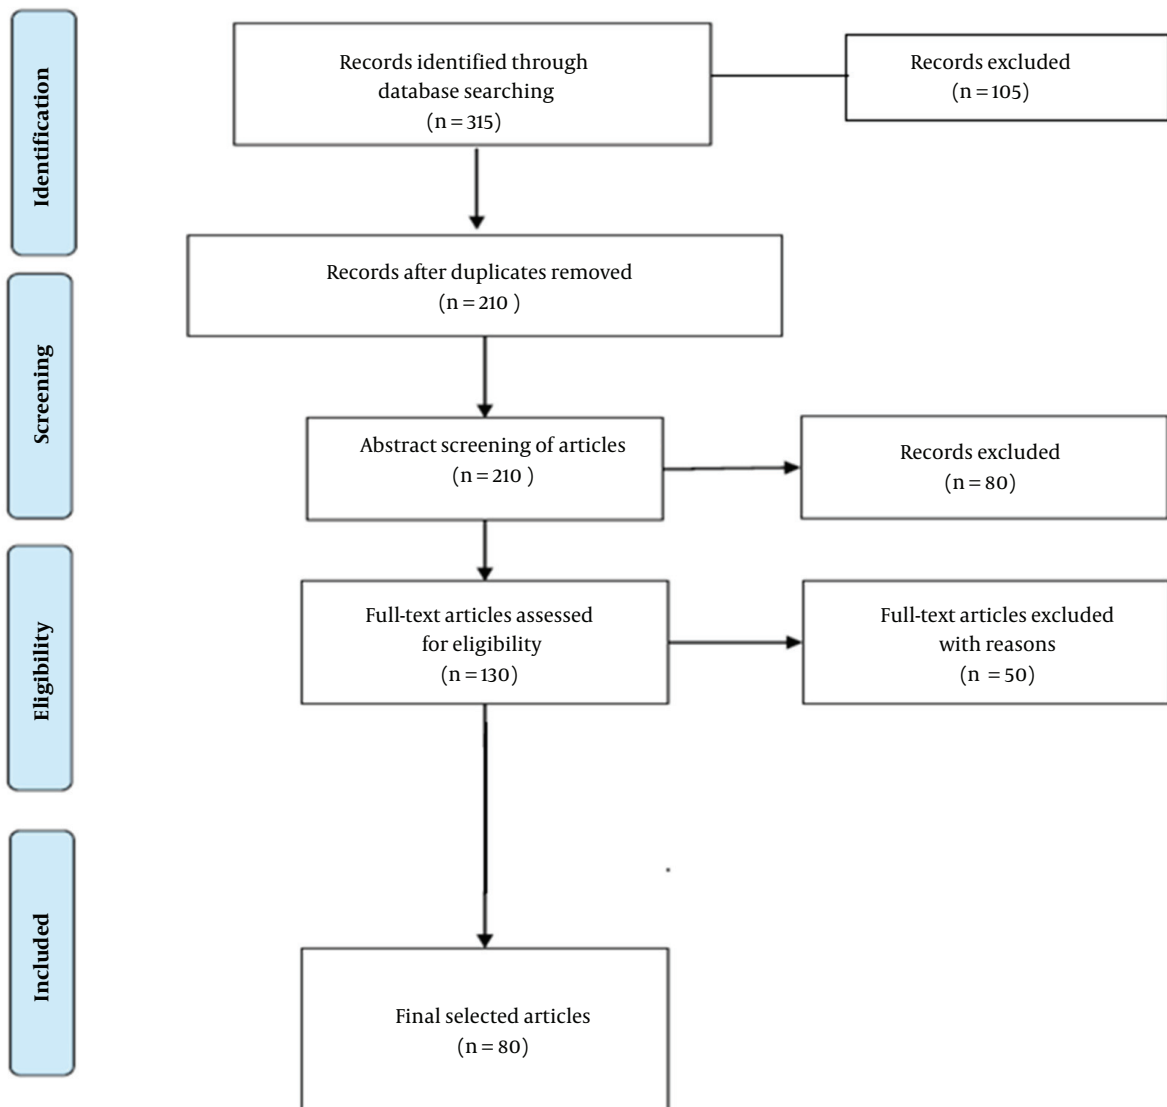 Identification
Records identified through
database searching
(n = 315)
Records excluded
(n = 105)
Records after duplicates removed
(n = 210 )
Screening
Abstract screening of articles
(n = 210 )
Records excluded
(n = 80)
Eligibility
Full-text articles assessed
for eligibility
(n = 130)
Full-text articles excluded
with reasons
(n = 50)
Included
Final selected articles
(n = 80)